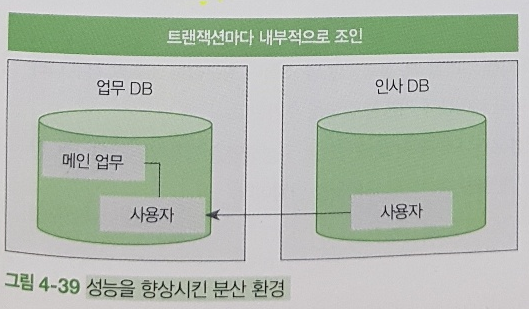 트랜잭션마다 내부적으로 조인
업무 DB
인사 DB
메인 업무
사용자
사용자
그림 4-39 성능을 향상시킨 분산 환경